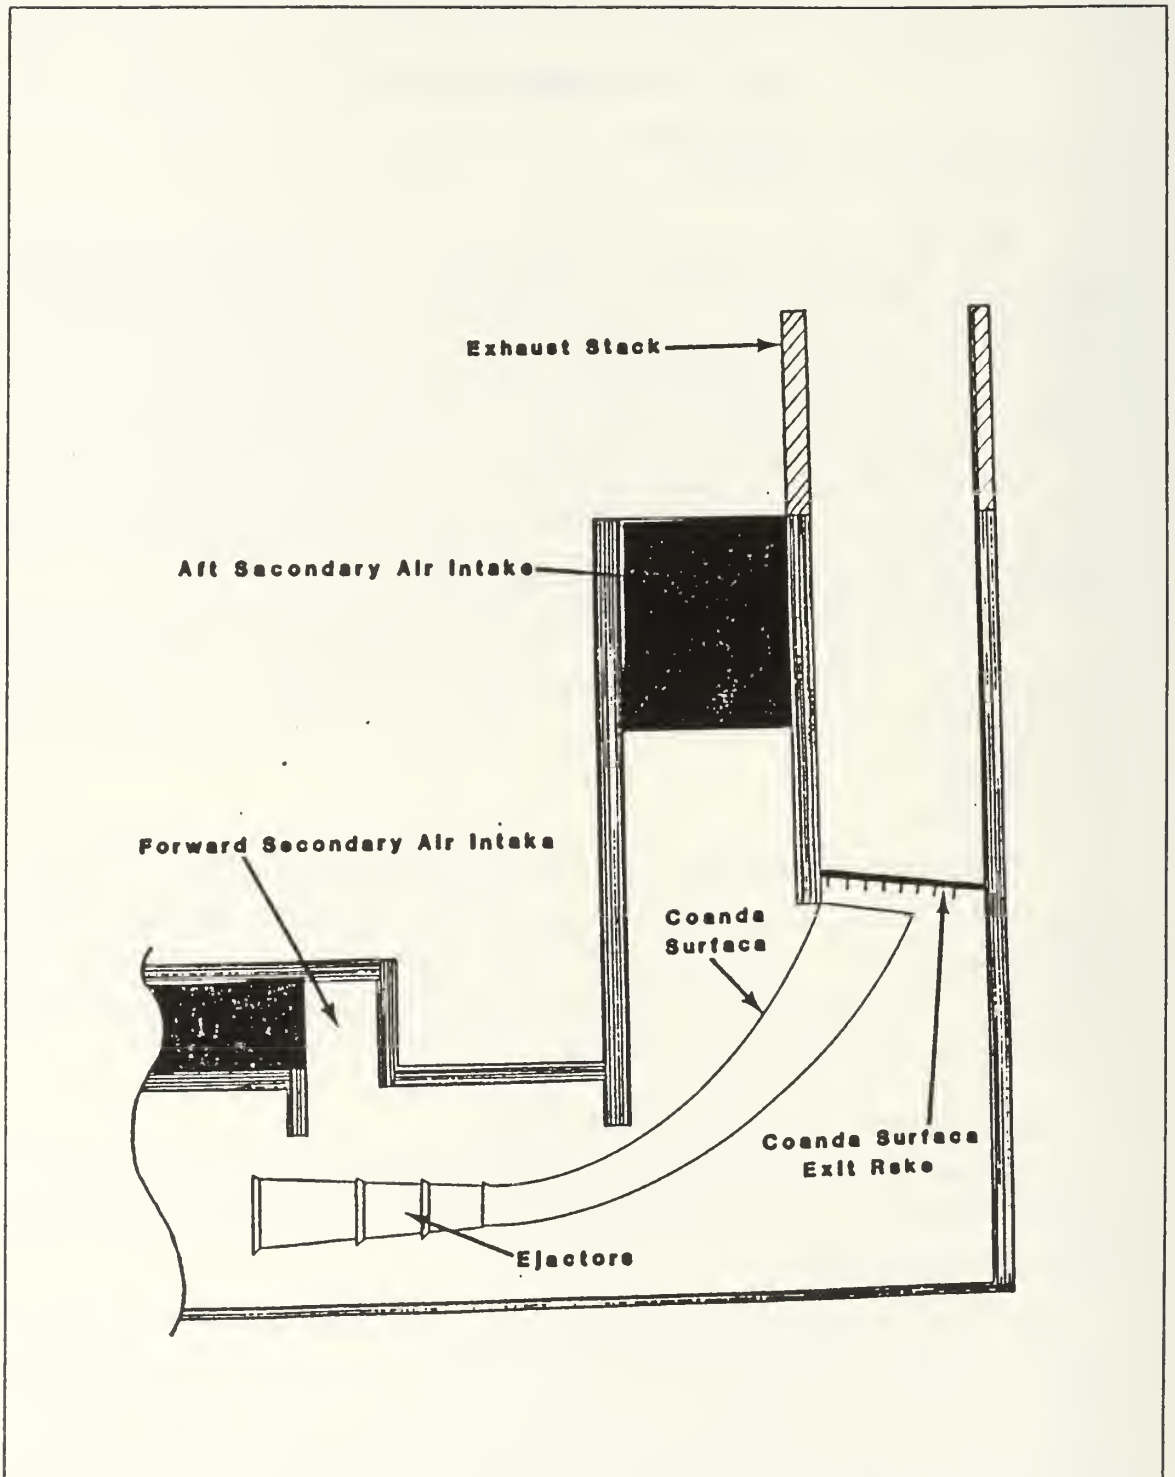 Exhaust Stack
Aft Secondary Air Intake
Forward Secondary Air Intake
Coanda
Surface
Coanda Surface
Exit Rake
Ejectors